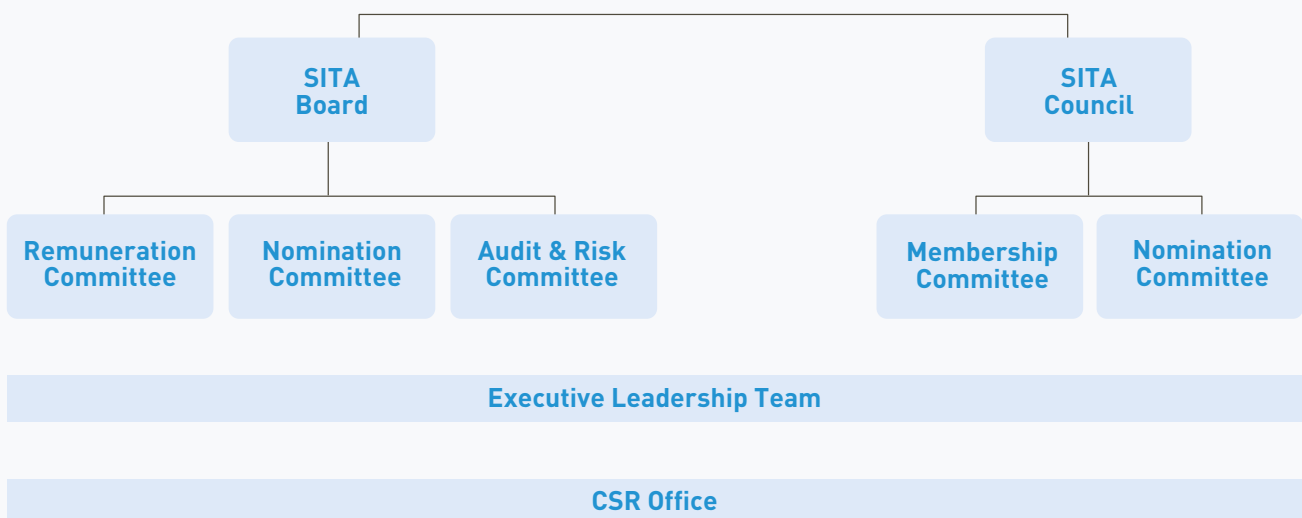 SITA
Board
SITA
Council
Remuneration
Committee
Nomination
Committee
Audit & Risk
Committee
Membership
Committee
Nomination
Committee
Executive Leadership Team
CSR Office